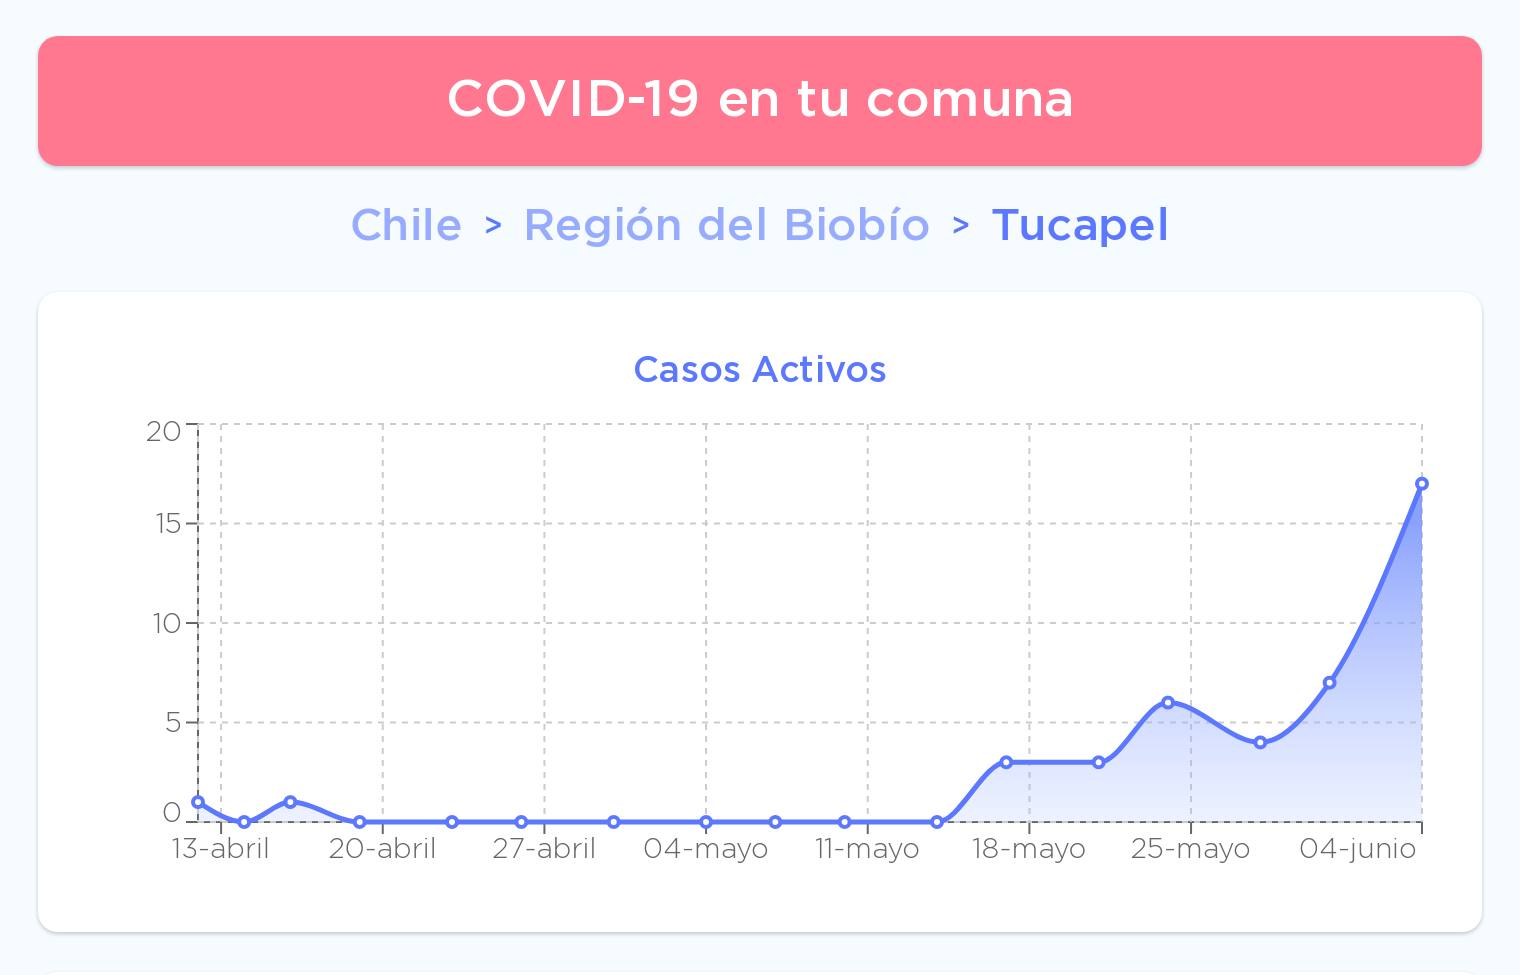 COVID-19 en tu comuna
Chile > Región del Biobío > Tucapel
Casos Activos
20
15
10
5
0
13-abril 20-abril 27-abril 04-mayo 11-mayo 18-mayo 25-mayo 04-junio